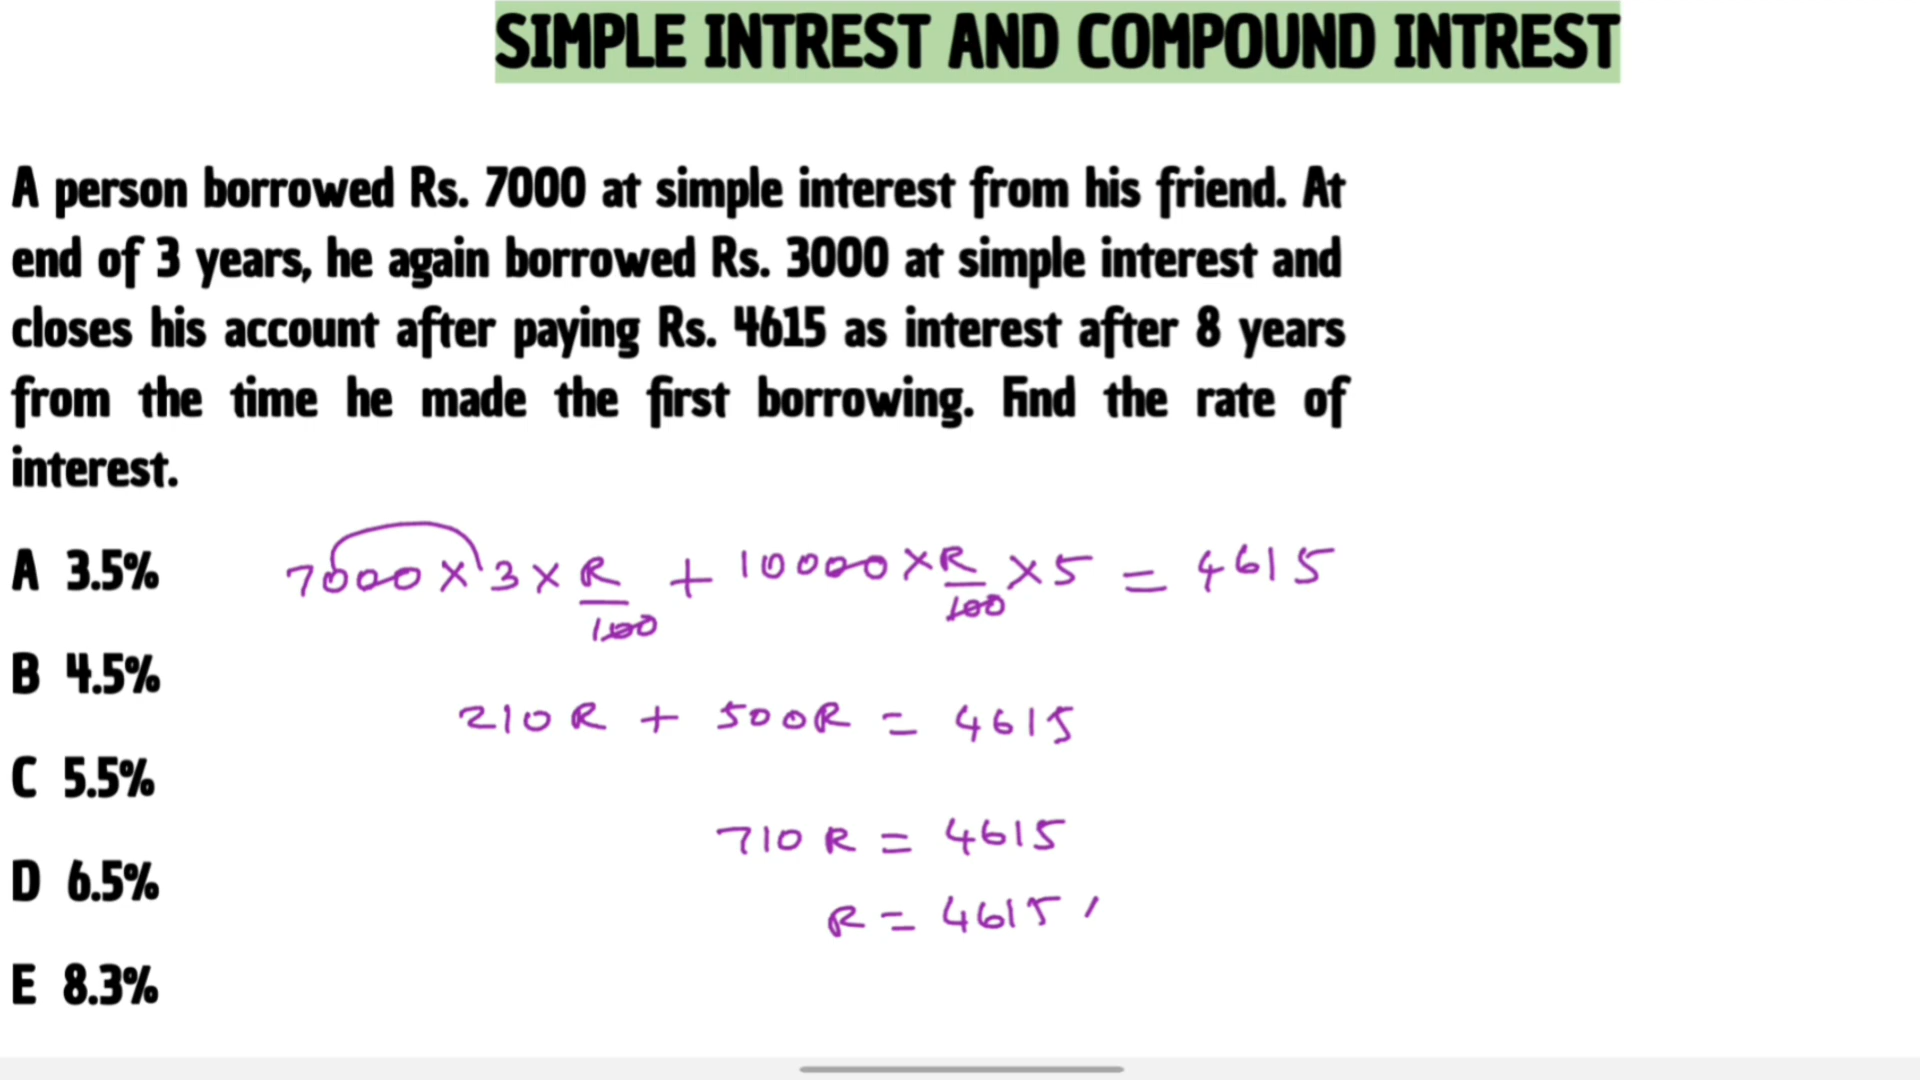 SIMPLE INTREST AND COMPOUND INTREST
A person borrowed Rs. 7000 at simple interest from his friend. At
end of 3 years, he again borrowed Rs. 3000 at simple interest and
closes his account after paying Rs. 4615 as interest after 8 years
from the time he made the first borrowing. Find the rate of
interest.
A 3.5%
7000 × 3 × R/100 + 10000 × R/100 × 5 = 4615
B 4.5%
210 R + 500R = 4615
C 5.5%
710 R = 4615
D 6.5%
R = 4615 /
E 8.3%